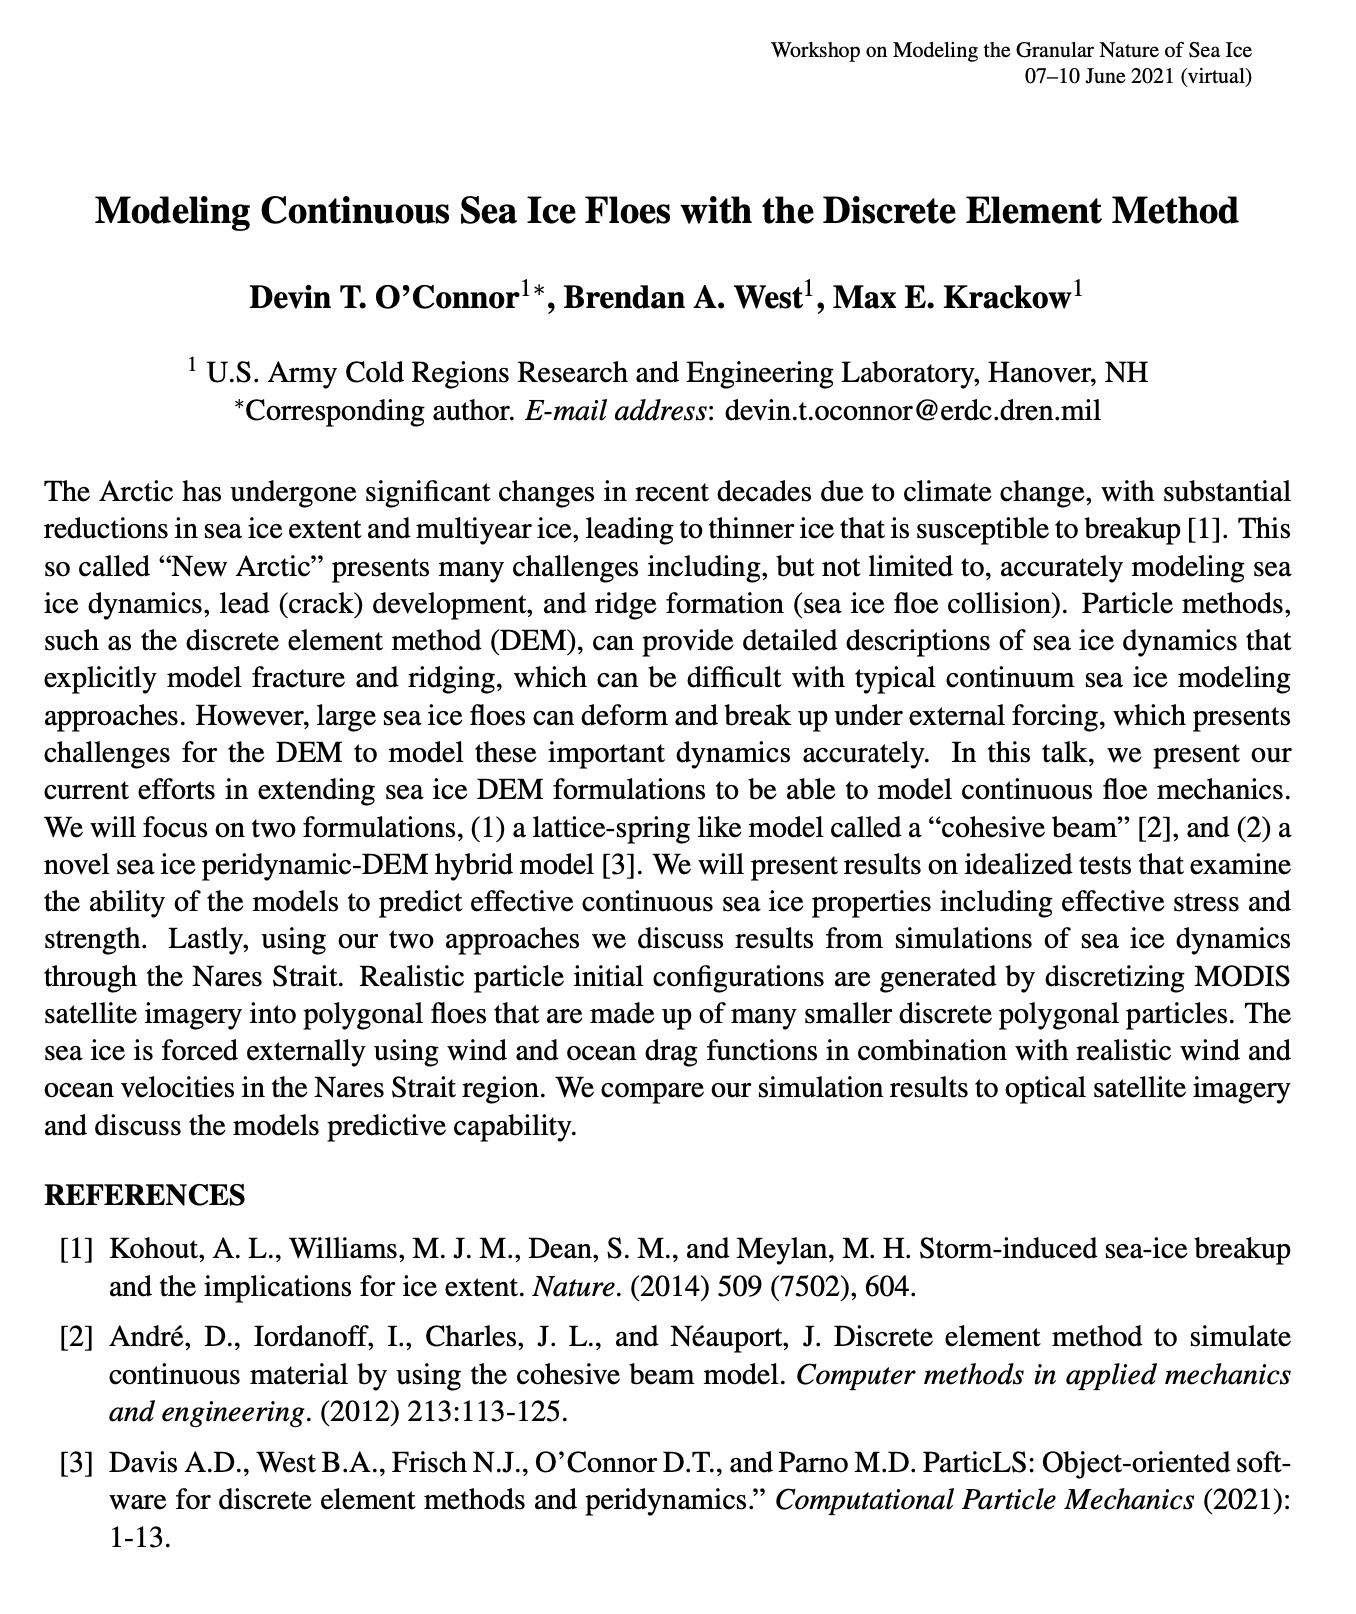 Workshop on Modeling the Granular Nature of Sea Ice
07–10 June 2021 (virtual)
Modeling Continuous Sea Ice Floes with the Discrete Element Method
Devin T. O’Connor1*, Brendan A. West1, Max E. Krackow1
1 U.S. Army Cold Regions Research and Engineering Laboratory, Hanover, NH
*Corresponding author. E-mail address: devin.t.oconnor@erdc.dren.mil
The Arctic has undergone significant changes in recent decades due to climate change, with substantial
reductions in sea ice extent and multiyear ice, leading to thinner ice that is susceptible to breakup [1]. This
so called “New Arctic” presents many challenges including, but not limited to, accurately modeling sea
ice dynamics, lead (crack) development, and ridge formation (sea ice floe collision). Particle methods,
such as the discrete element method (DEM), can provide detailed descriptions of sea ice dynamics that
explicitly model fracture and ridging, which can be difficult with typical continuum sea ice modeling
approaches. However, large sea ice floes can deform and break up under external forcing, which presents
challenges for the DEM to model these important dynamics accurately. In this talk, we present our
current efforts in extending sea ice DEM formulations to be able to model continuous floe mechanics.
We will focus on two formulations, (1) a lattice-spring like model called a “cohesive beam” [2], and (2) a
novel sea ice peridynamic-DEM hybrid model [3]. We will present results on idealized tests that examine
the ability of the models to predict effective continuous sea ice properties including effective stress and
strength. Lastly, using our two approaches we discuss results from simulations of sea ice dynamics
through the Nares Strait. Realistic particle initial configurations are generated by discretizing MODIS
satellite imagery into polygonal floes that are made up of many smaller discrete polygonal particles. The
sea ice is forced externally using wind and ocean drag functions in combination with realistic wind and
ocean velocities in the Nares Strait region. We compare our simulation results to optical satellite imagery
and discuss the models predictive capability.
REFERENCES
[1] Kohout, A. L., Williams, M. J. M., Dean, S. M., and Meylan, M. H. Storm-induced sea-ice breakup
and the implications for ice extent. Nature. (2014) 509 (7502), 604.
[2] André, D., Iordanoff, I., Charles, J. L., and Néauport, J. Discrete element method to simulate
continuous material by using the cohesive beam model. Computer methods in applied mechanics
and engineering. (2012) 213:113-125.
[3] Davis A.D., West B.A., Frisch N.J., O’Connor D.T., and Parno M.D. ParticLS: Object-oriented soft-
ware for discrete element methods and peridynamics.” Computational Particle Mechanics (2021):
1-13.